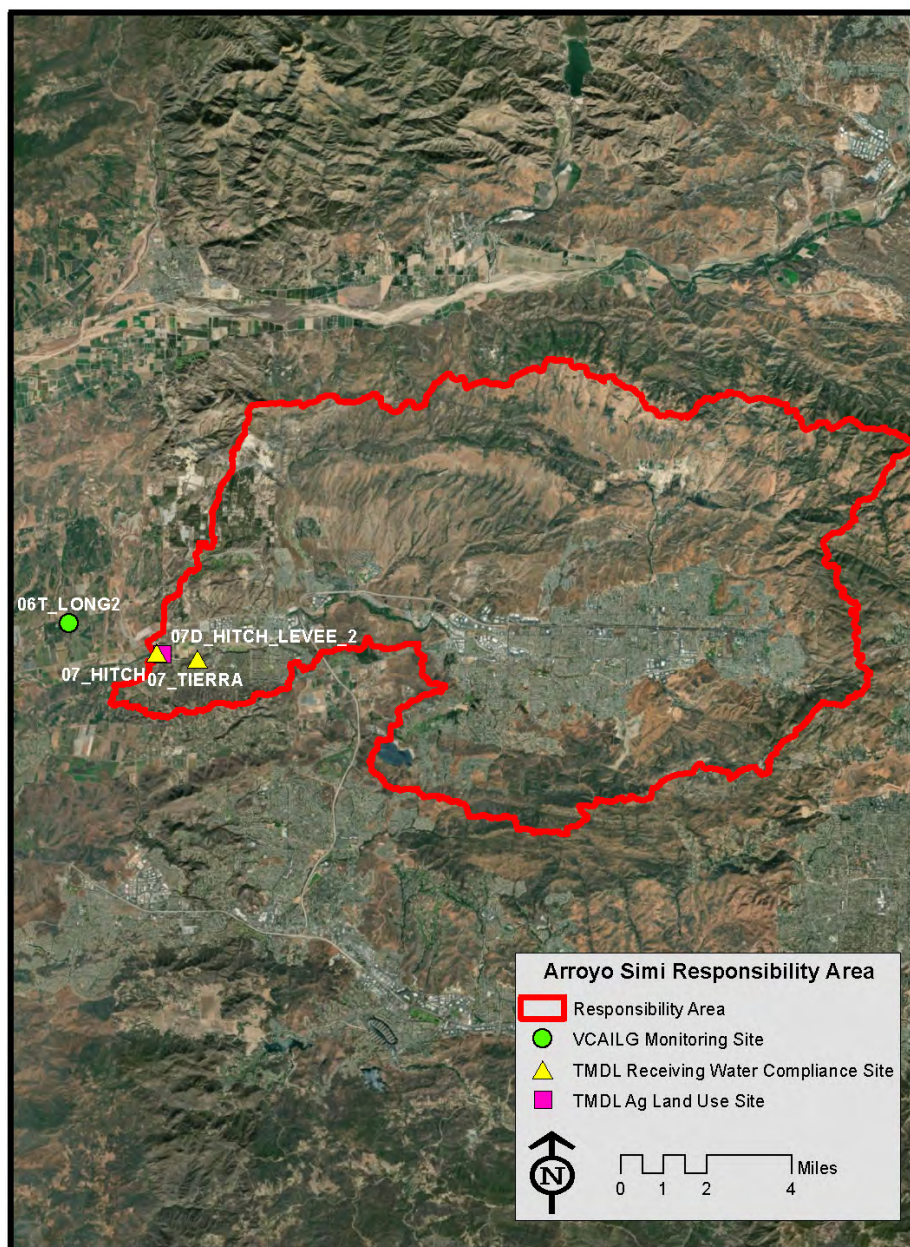 06T_LONG2
07D_HITCH_LEVEE_2
07_HITCH
07_TIERRA
Arroyo Simi Responsibility Area
Responsibility Area
VCAILG Monitoring Site
TMDL Receiving Water Compliance Site
TMDL Ag Land Use Site
N
Miles
0 1 2 4